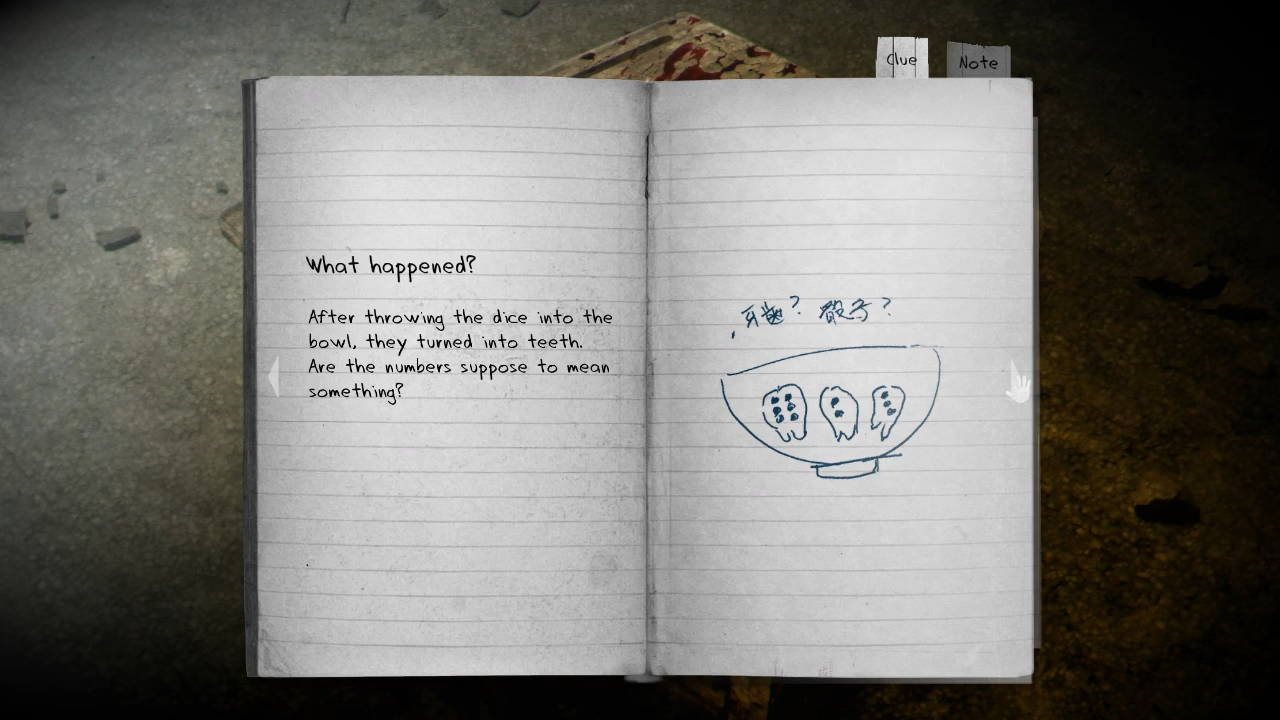 Clue
Note
What happened?
After throwing the dice into the
bowl, they turned into teeth.
Are the numbers suppose to mean
something?
牙齒? 骰子?